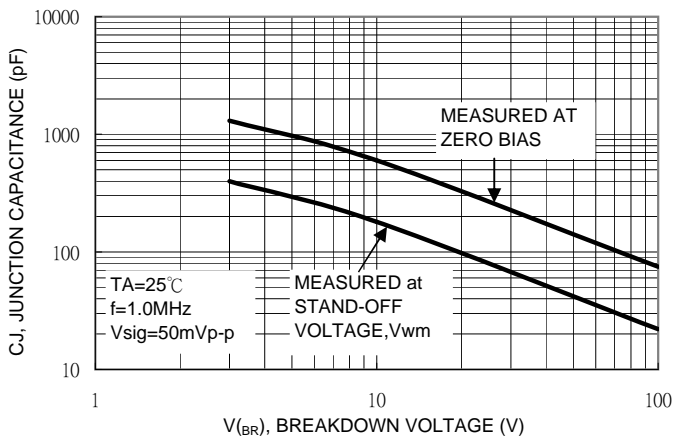 CJ, JUNCTION CAPACITANCE (pF)
10000
1000
100
10
MEASURED AT
ZERO BIAS
TA=25℃
f=1.0MHz
Vsig=50mVp-p
MEASURED at
STAND-OFF
VOLTAGE,Vwm
1
10
100
V(BR), BREAKDOWN VOLTAGE (V)